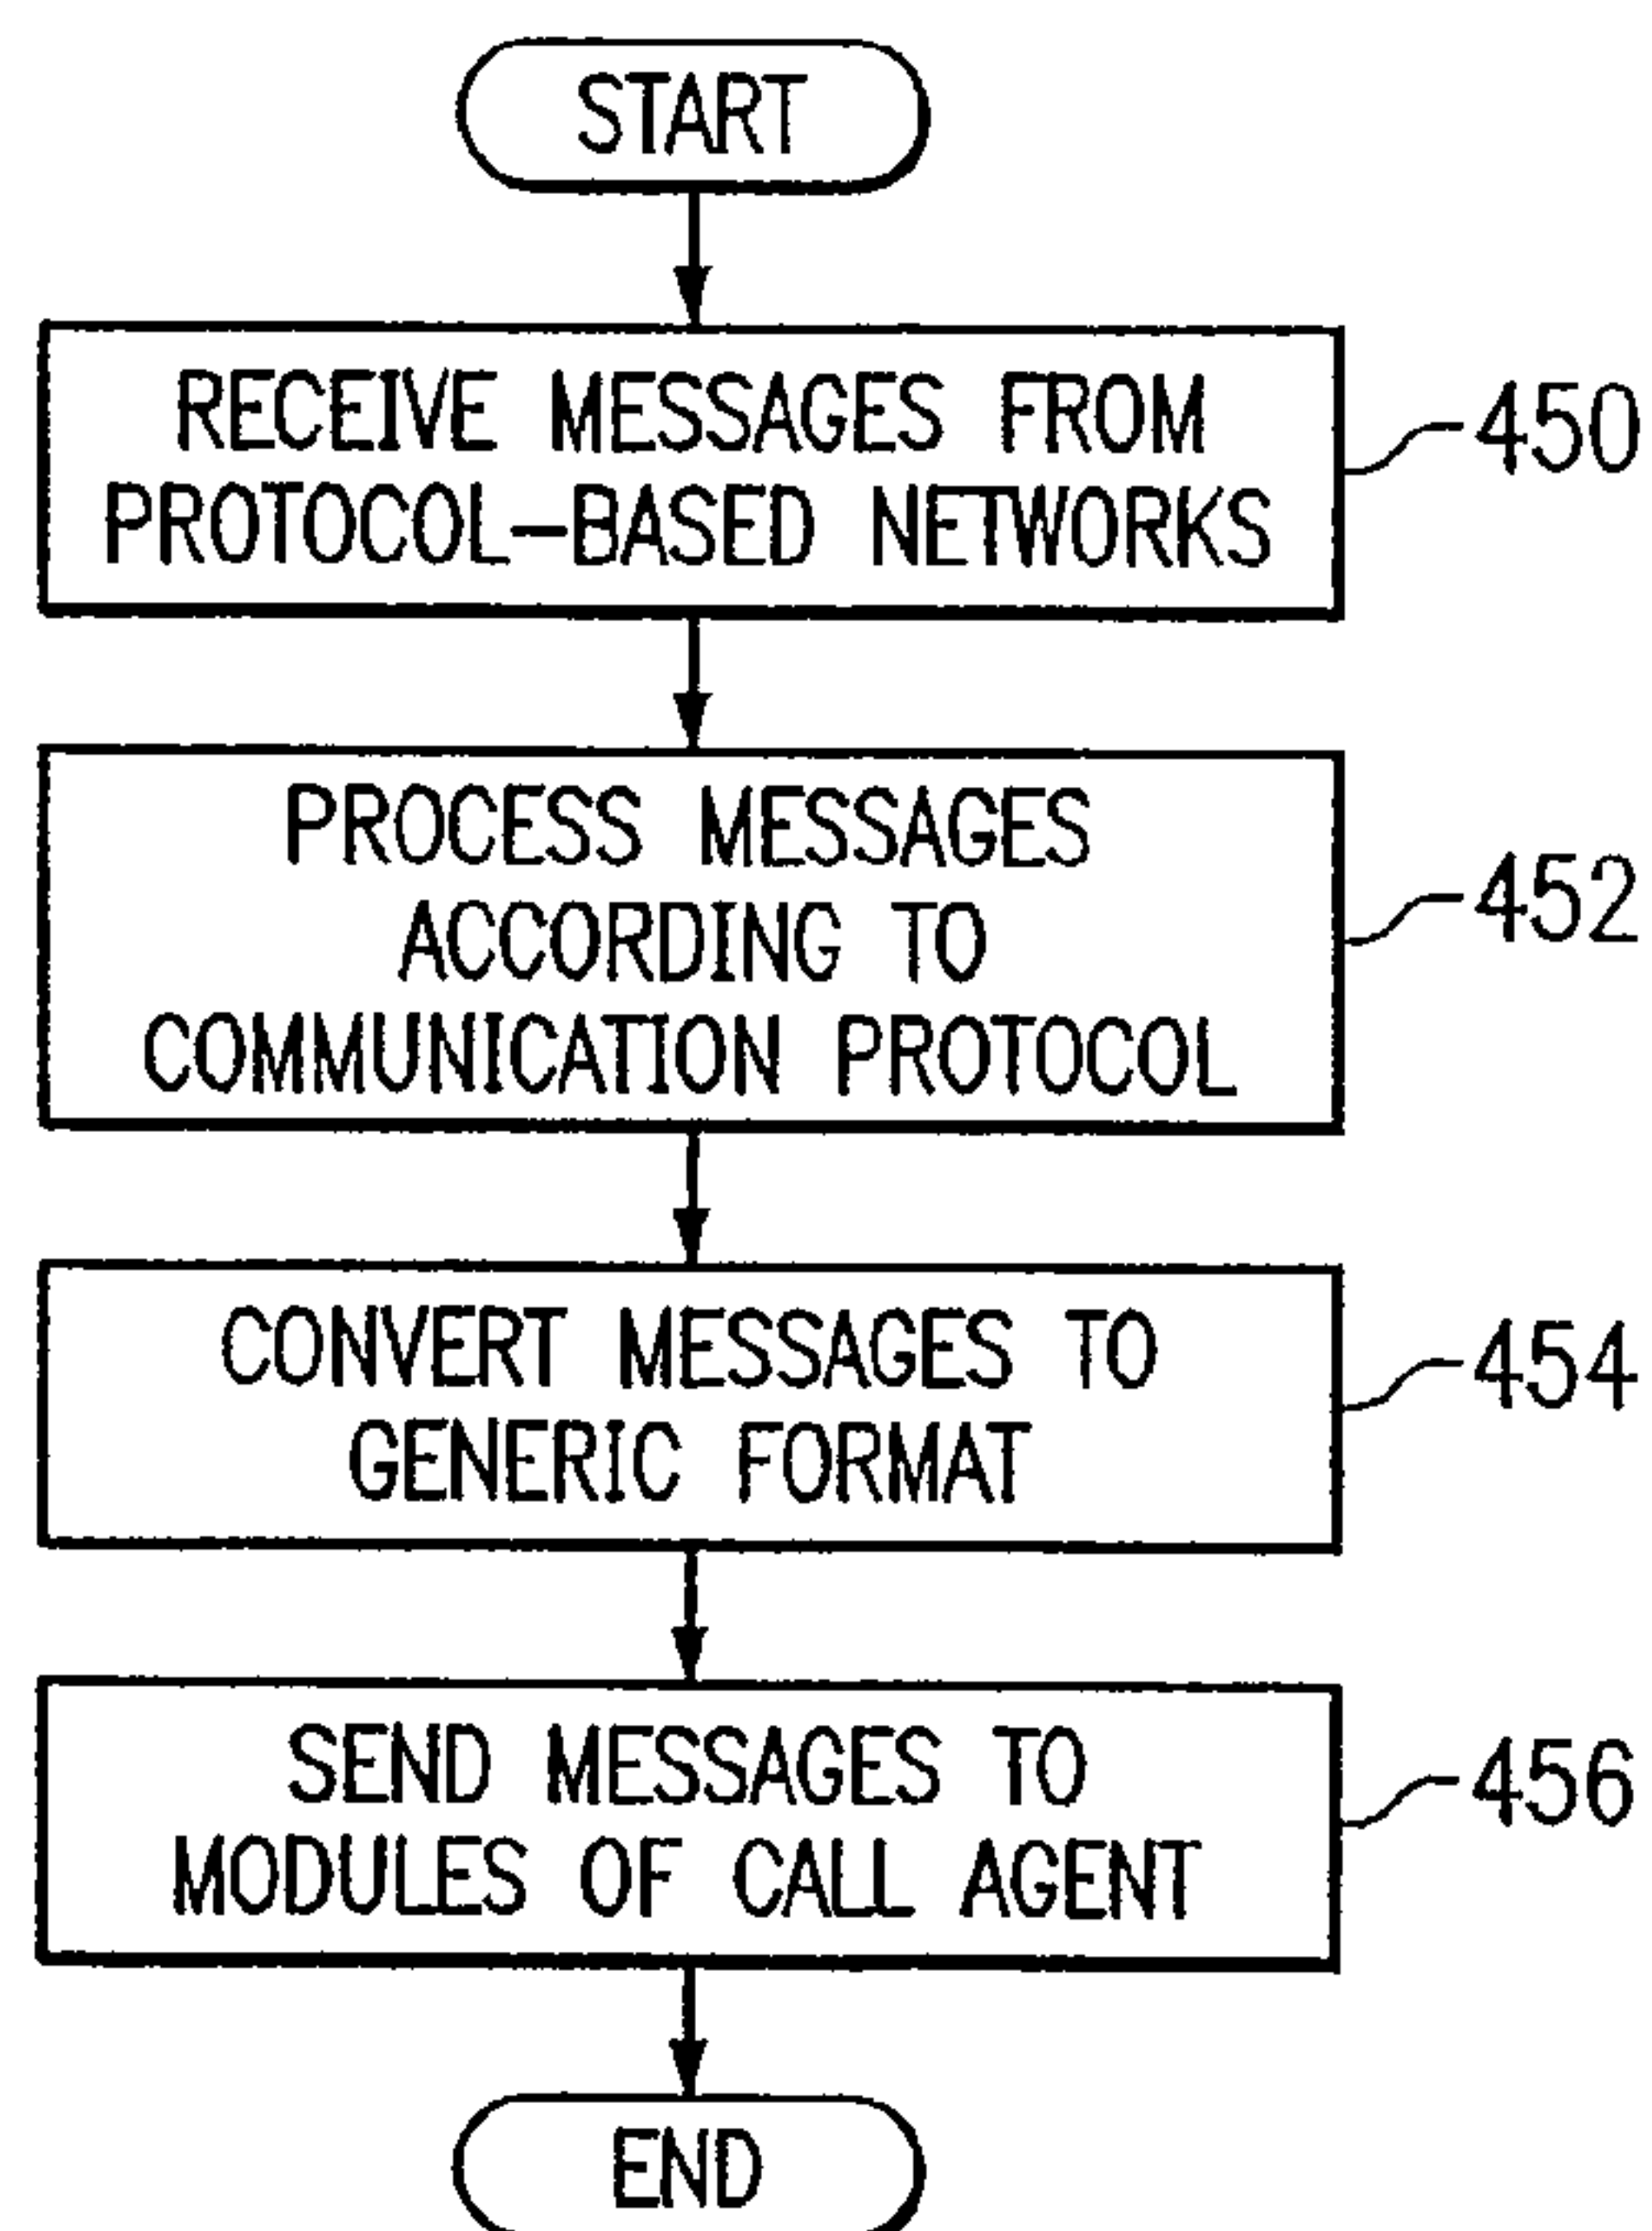 START
RECEIVE MESSAGES FROM
PROTOCOL-BASED NETWORKS
450
PROCESS MESSAGES
ACCORDING TO
COMMUNICATION PROTOCOL
452
CONVERT MESSAGES TO
GENERIC FORMAT
454
SEND MESSAGES TO
MODULES OF CALL AGENT
456
END